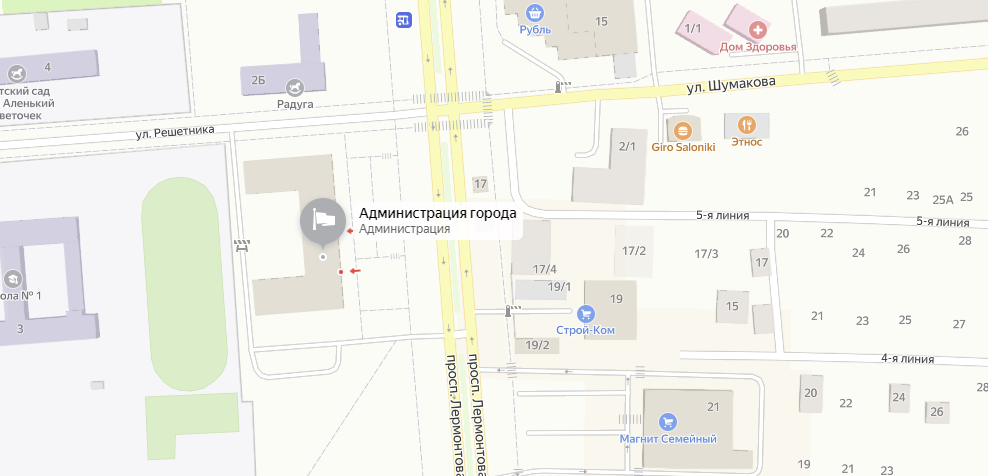 15
1/1
Рубль
Дом Здоровья
4
2Б
тский сад
Аленький
веточек
Радуга
ул. Шумакова
ул. Решетника
Giro Saloniki
Этнос
2/1
26
17
21
23
25А
25
Администрация города
Администрация
5-я линия
5-я линия
20
22
24
26
28
17/2
17/3
17
17/4
19/1
19
15
ола № 1
3
Строй-Ком
21
23
25
27
19/2
4-я линия
просп. Лермонтова
просп. Лермонтова
20
22
24
26
28
21
Магнит Семейный
19
21
23